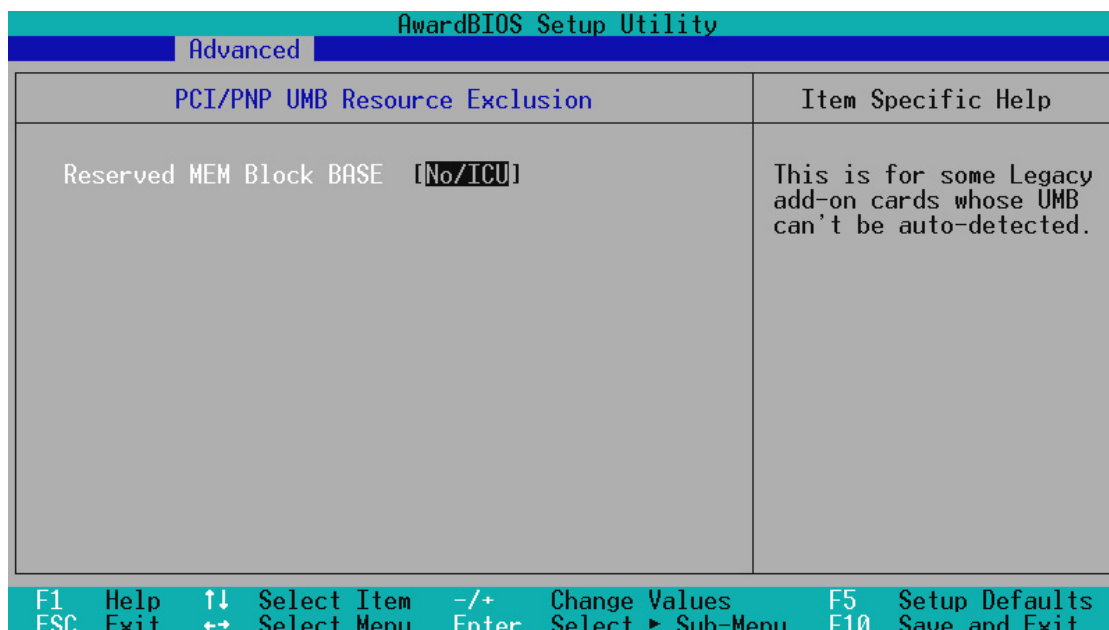 AwardBIOS Setup Utility
Advanced
PCI/PNP UMB Resource Exclusion
Item Specific Help
Reserved MEM Block BASE [No/ICU]
This is for some Legacy
add-on cards whose UMB
can't be auto-detected.
F1 Help ↑↓ Select Item -/+ Change Values F5 Setup Defaults
ESC Exit ←→ Select Menu Enter Select ► Sub-Menu F10 Save and Exit